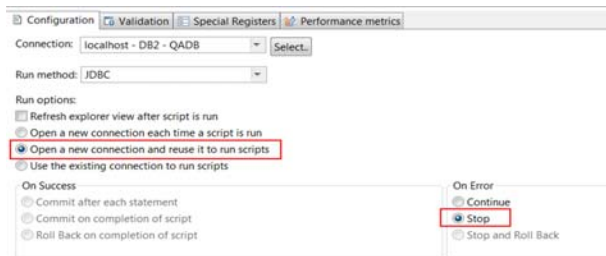 Configuration Validation Special Registers Performance metrics
Connection: localhost - DB2 - QADB Select..
Run method: JDBC
Run options:
Refresh explorer view after script is run
Open a new connection each time a script is run
Open a new connection and reuse it to run scripts
Use the existing connection to run scripts
On Success On Error
Commit after each statement Continue
Commit on completion of script Stop
Roll Back on completion of script Stop and Roll Back